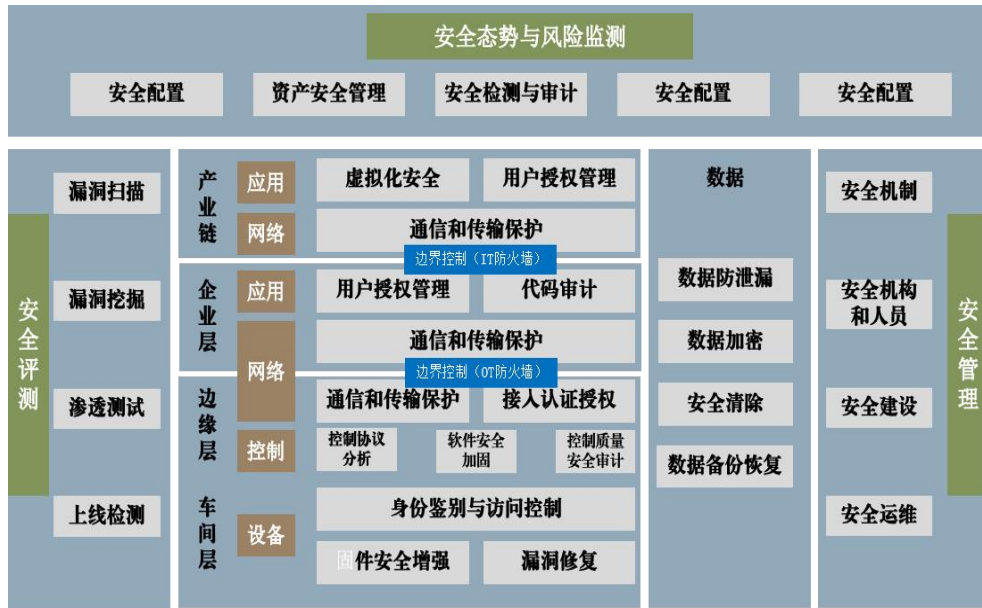 安全态势与风险监测
安全配置
资产安全管理
安全检测与审计
安全配置
安全配置
安全评测
漏洞扫描
漏洞挖掘
渗透测试
上线检测
产业链
应用
虚拟化安全
用户授权管理
网络
通信和传输保护
边界控制（IT防火墙）
企业层
应用
用户授权管理
代码审计
网络
通信和传输保护
边界控制（OT防火墙）
边缘层
通信和传输保护
接入认证授权
控制
控制协议
分析
软件安全
加固
控制质量
安全审计
车间层
设备
身份鉴别与访问控制
固件安全增强
漏洞修复
数据
数据防泄漏
数据加密
安全清除
数据备份恢复
安全机制
安全机构
和人员
安全建设
安全运维
安全管理